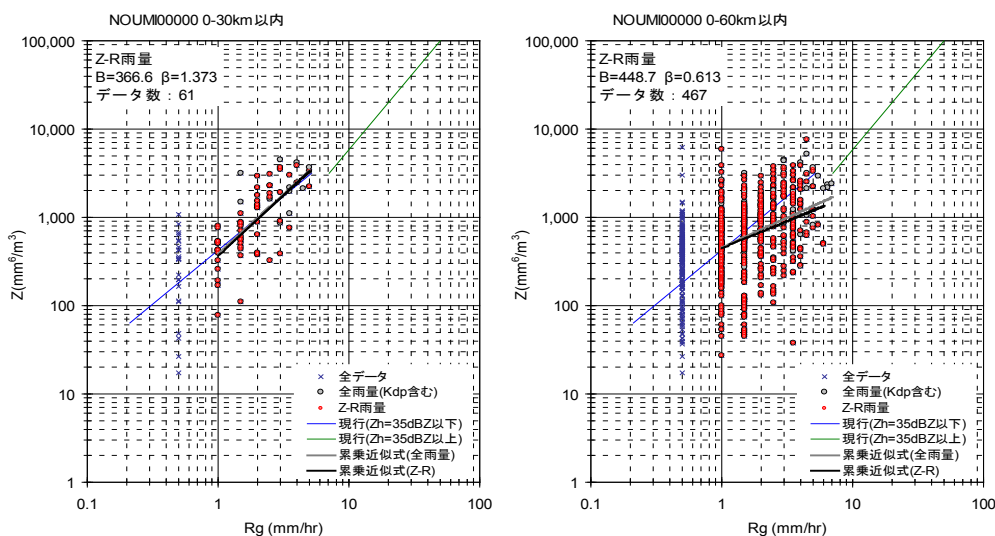 NOUMI00000 0-30km以内
Z-R雨量
B=366.6 β=1.373
データ数：61
100,000
10,000
1,000
100
10
1
Z(mm⁶/m³)
0.1 1 10 100
Rg (mm/hr)
全データ
全雨量(Kdp含む)
Z-R雨量
現行(Zh=35dBZ以下)
現行(Zh=35dBZ以上)
累乗近似式(全雨量)
累乗近似式(Z-R)
NOUMI00000 0-60km以内
Z-R雨量
B=448.7 β=0.613
データ数：467
100,000
10,000
1,000
100
10
1
Z(mm⁶/m³)
0.1 1 10 100
Rg (mm/hr)
全データ
全雨量(Kdp含む)
Z-R雨量
現行(Zh=35dBZ以下)
現行(Zh=35dBZ以上)
累乗近似式(全雨量)
累乗近似式(Z-R)